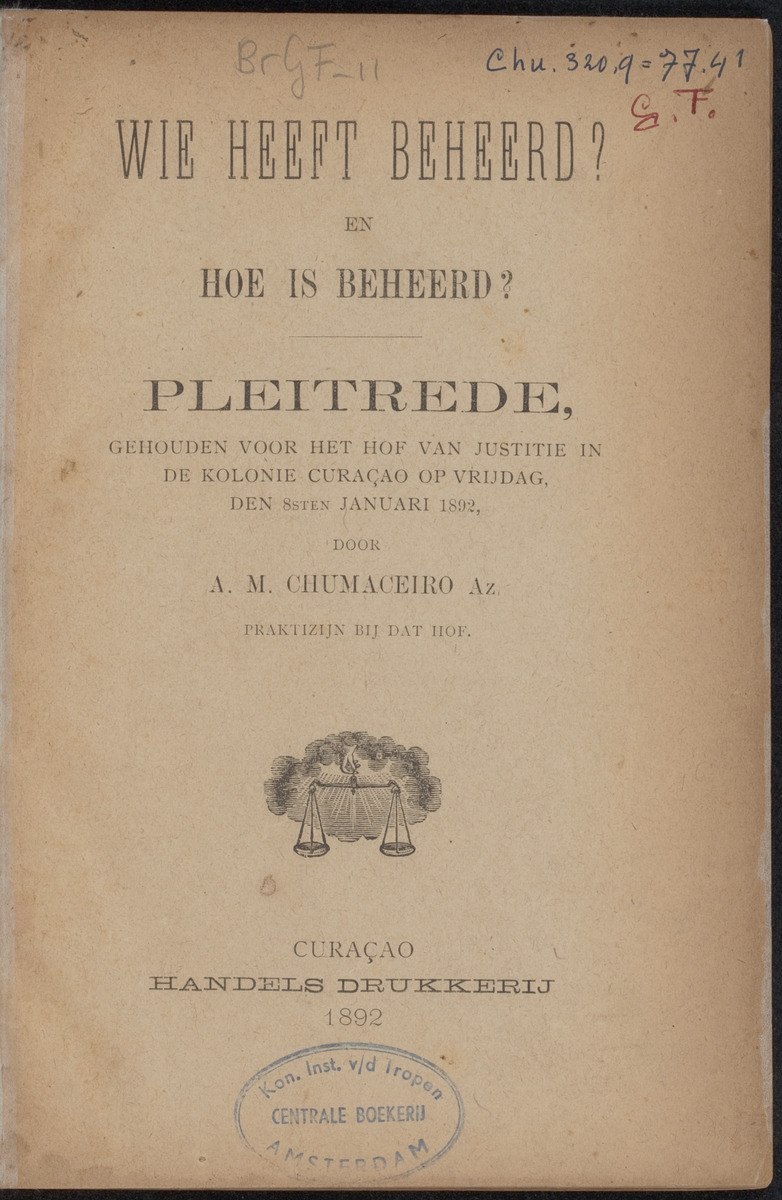 BrGF-11
Chu. 320,9=77.41
G.F.
WIE HEEFT BEHEERD?
EN
HOE IS BEHEERD?
PLEITREDE,
GEHOUDEN VOOR HET HOF VAN JUSTITIE IN
DE KOLONIE CURAÇAO OP VRIJDAG,
DEN 8STEN JANUARI 1892,
DOOR
A. M. CHUMACEIRO Az.
PRAKTIZIJN BIJ DAT HOF.
CURAÇAO
HANDELS DRUKKERIJ
1892
Kon. Inst. v/d Tropen
CENTRALE BOEKERIJ
AMSTERDAM